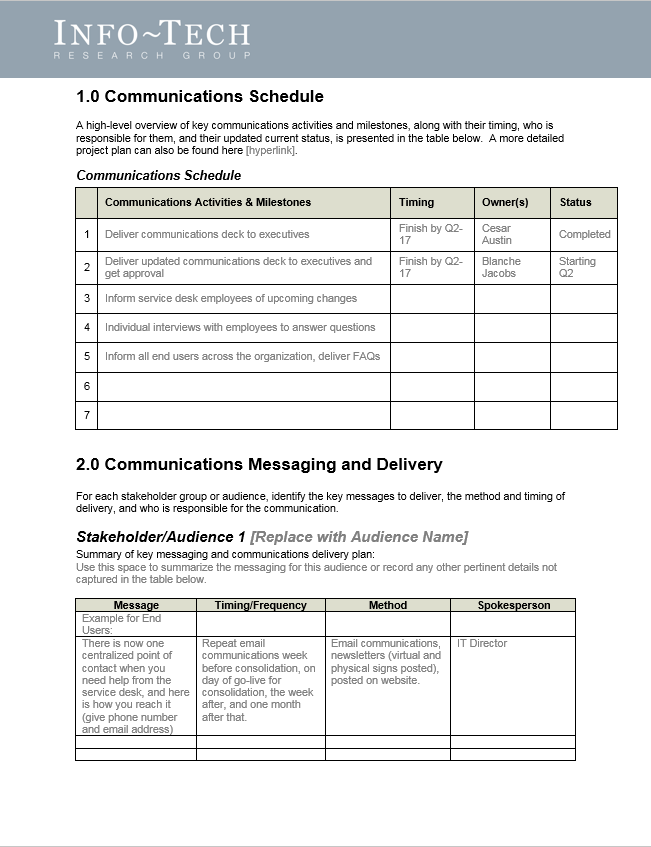 INFO~TECH
RESEARCH GROUP
1.0 Communications Schedule
A high-level overview of key communications activities and milestones, along with their timing, who is
responsible for them, and their updated current status, is presented in the table below.  A more detailed
project plan can also be found here [hyperlink].
Communications Schedule
Communications Activities & Milestones Timing Owner(s) Status
1 Deliver communications deck to executives Finish by Q2-
17 Cesar
Austin Completed
2 Deliver updated communications deck to executives and
get approval Finish by Q2-
17 Blanche
Jacobs Starting
Q2
3 Inform service desk employees of upcoming changes
4 Individual interviews with employees to answer questions
5 Inform all end users across the organization, deliver FAQs
6
7
2.0 Communications Messaging and Delivery
For each stakeholder group or audience, identify the key messages to deliver, the method and timing of
delivery, and who is responsible for the communication.
Stakeholder/Audience 1 [Replace with Audience Name]
Summary of key messaging and communications delivery plan:
Use this space to summarize the messaging for this audience or record any other pertinent details not
captured in the table below.
Message Timing/Frequency Method Spokesperson
Example for End
Users:
There is now one
centralized point of
contact when you
need help from the
service desk, and here
is how you reach it
(give phone number
and email address)
Repeat email
communications week
before consolidation, on
day of go-live for
consolidation, the week
after, and one month
after that.
Email communications,
newsletters (virtual and
physical signs posted),
posted on website.
IT Director